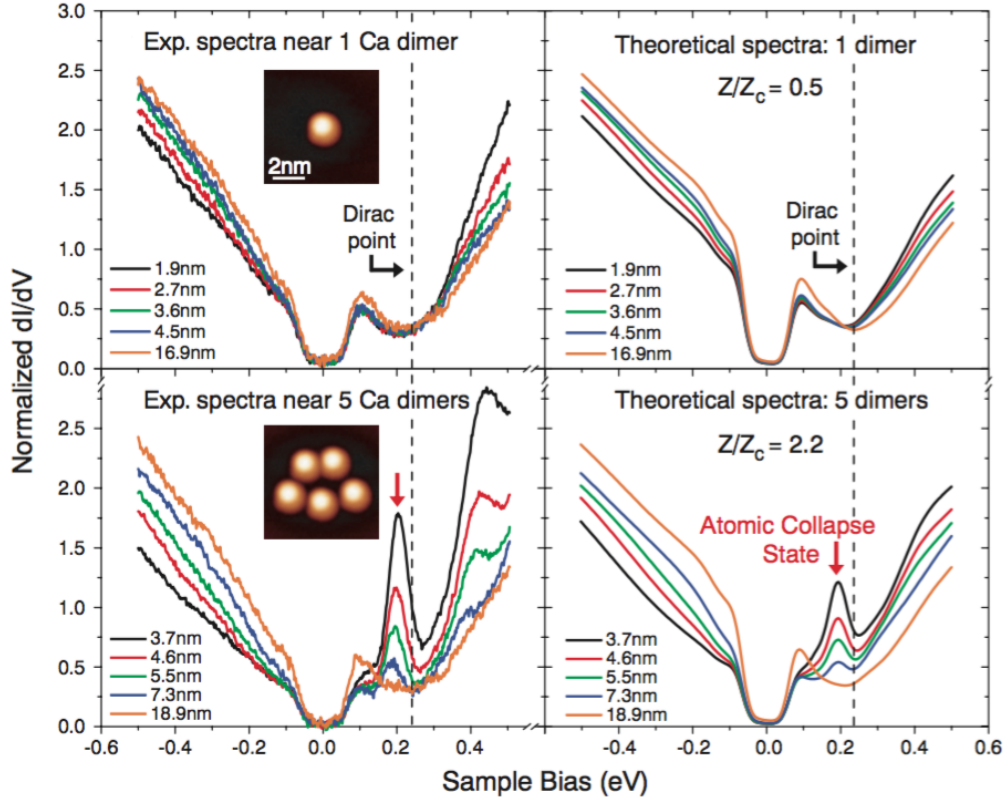 Exp. spectra near 1 Ca dimer
2nm
Dirac
point
1.9nm
2.7nm
3.6nm
4.5nm
16.9nm
3.0
2.5
2.0
1.5
1.0
0.5
0.0
Theoretical spectra: 1 dimer
Z/Zc = 0.5
Dirac
point
1.9nm
2.7nm
3.6nm
4.5nm
16.9nm
Normalized dI/dV
Exp. spectra near 5 Ca dimers
3.7nm
4.6nm
5.5nm
7.3nm
18.9nm
2.5
2.0
1.5
1.0
0.5
0.0
Theoretical spectra: 5 dimers
Z/Zc = 2.2
Atomic Collapse
State
3.7nm
4.6nm
5.5nm
7.3nm
18.9nm
-0.6 -0.4 -0.2 0.0 0.2 0.4 -0.6 -0.4 -0.2 0.0 0.2 0.4 0.6
Sample Bias (eV)